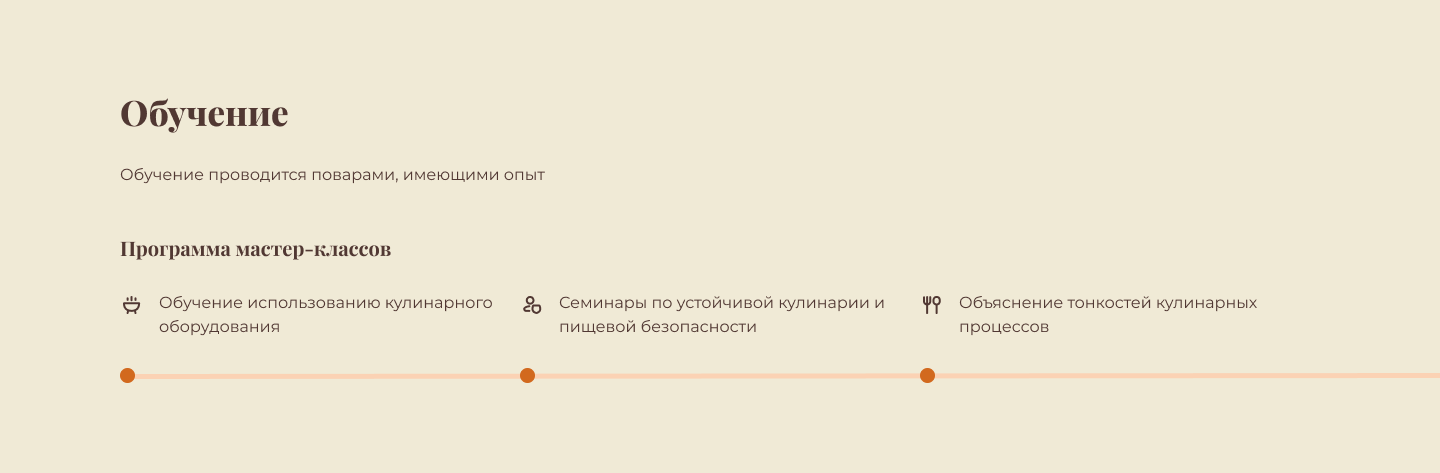 Обучение
Обучение проводится поварами, имеющими опыт
Программа мастер-классов
Обучение использованию кулинарного
оборудования
Семинары по устойчивой кулинарии и
пищевой безопасности
Объяснение тонкостей кулинарных
процессов